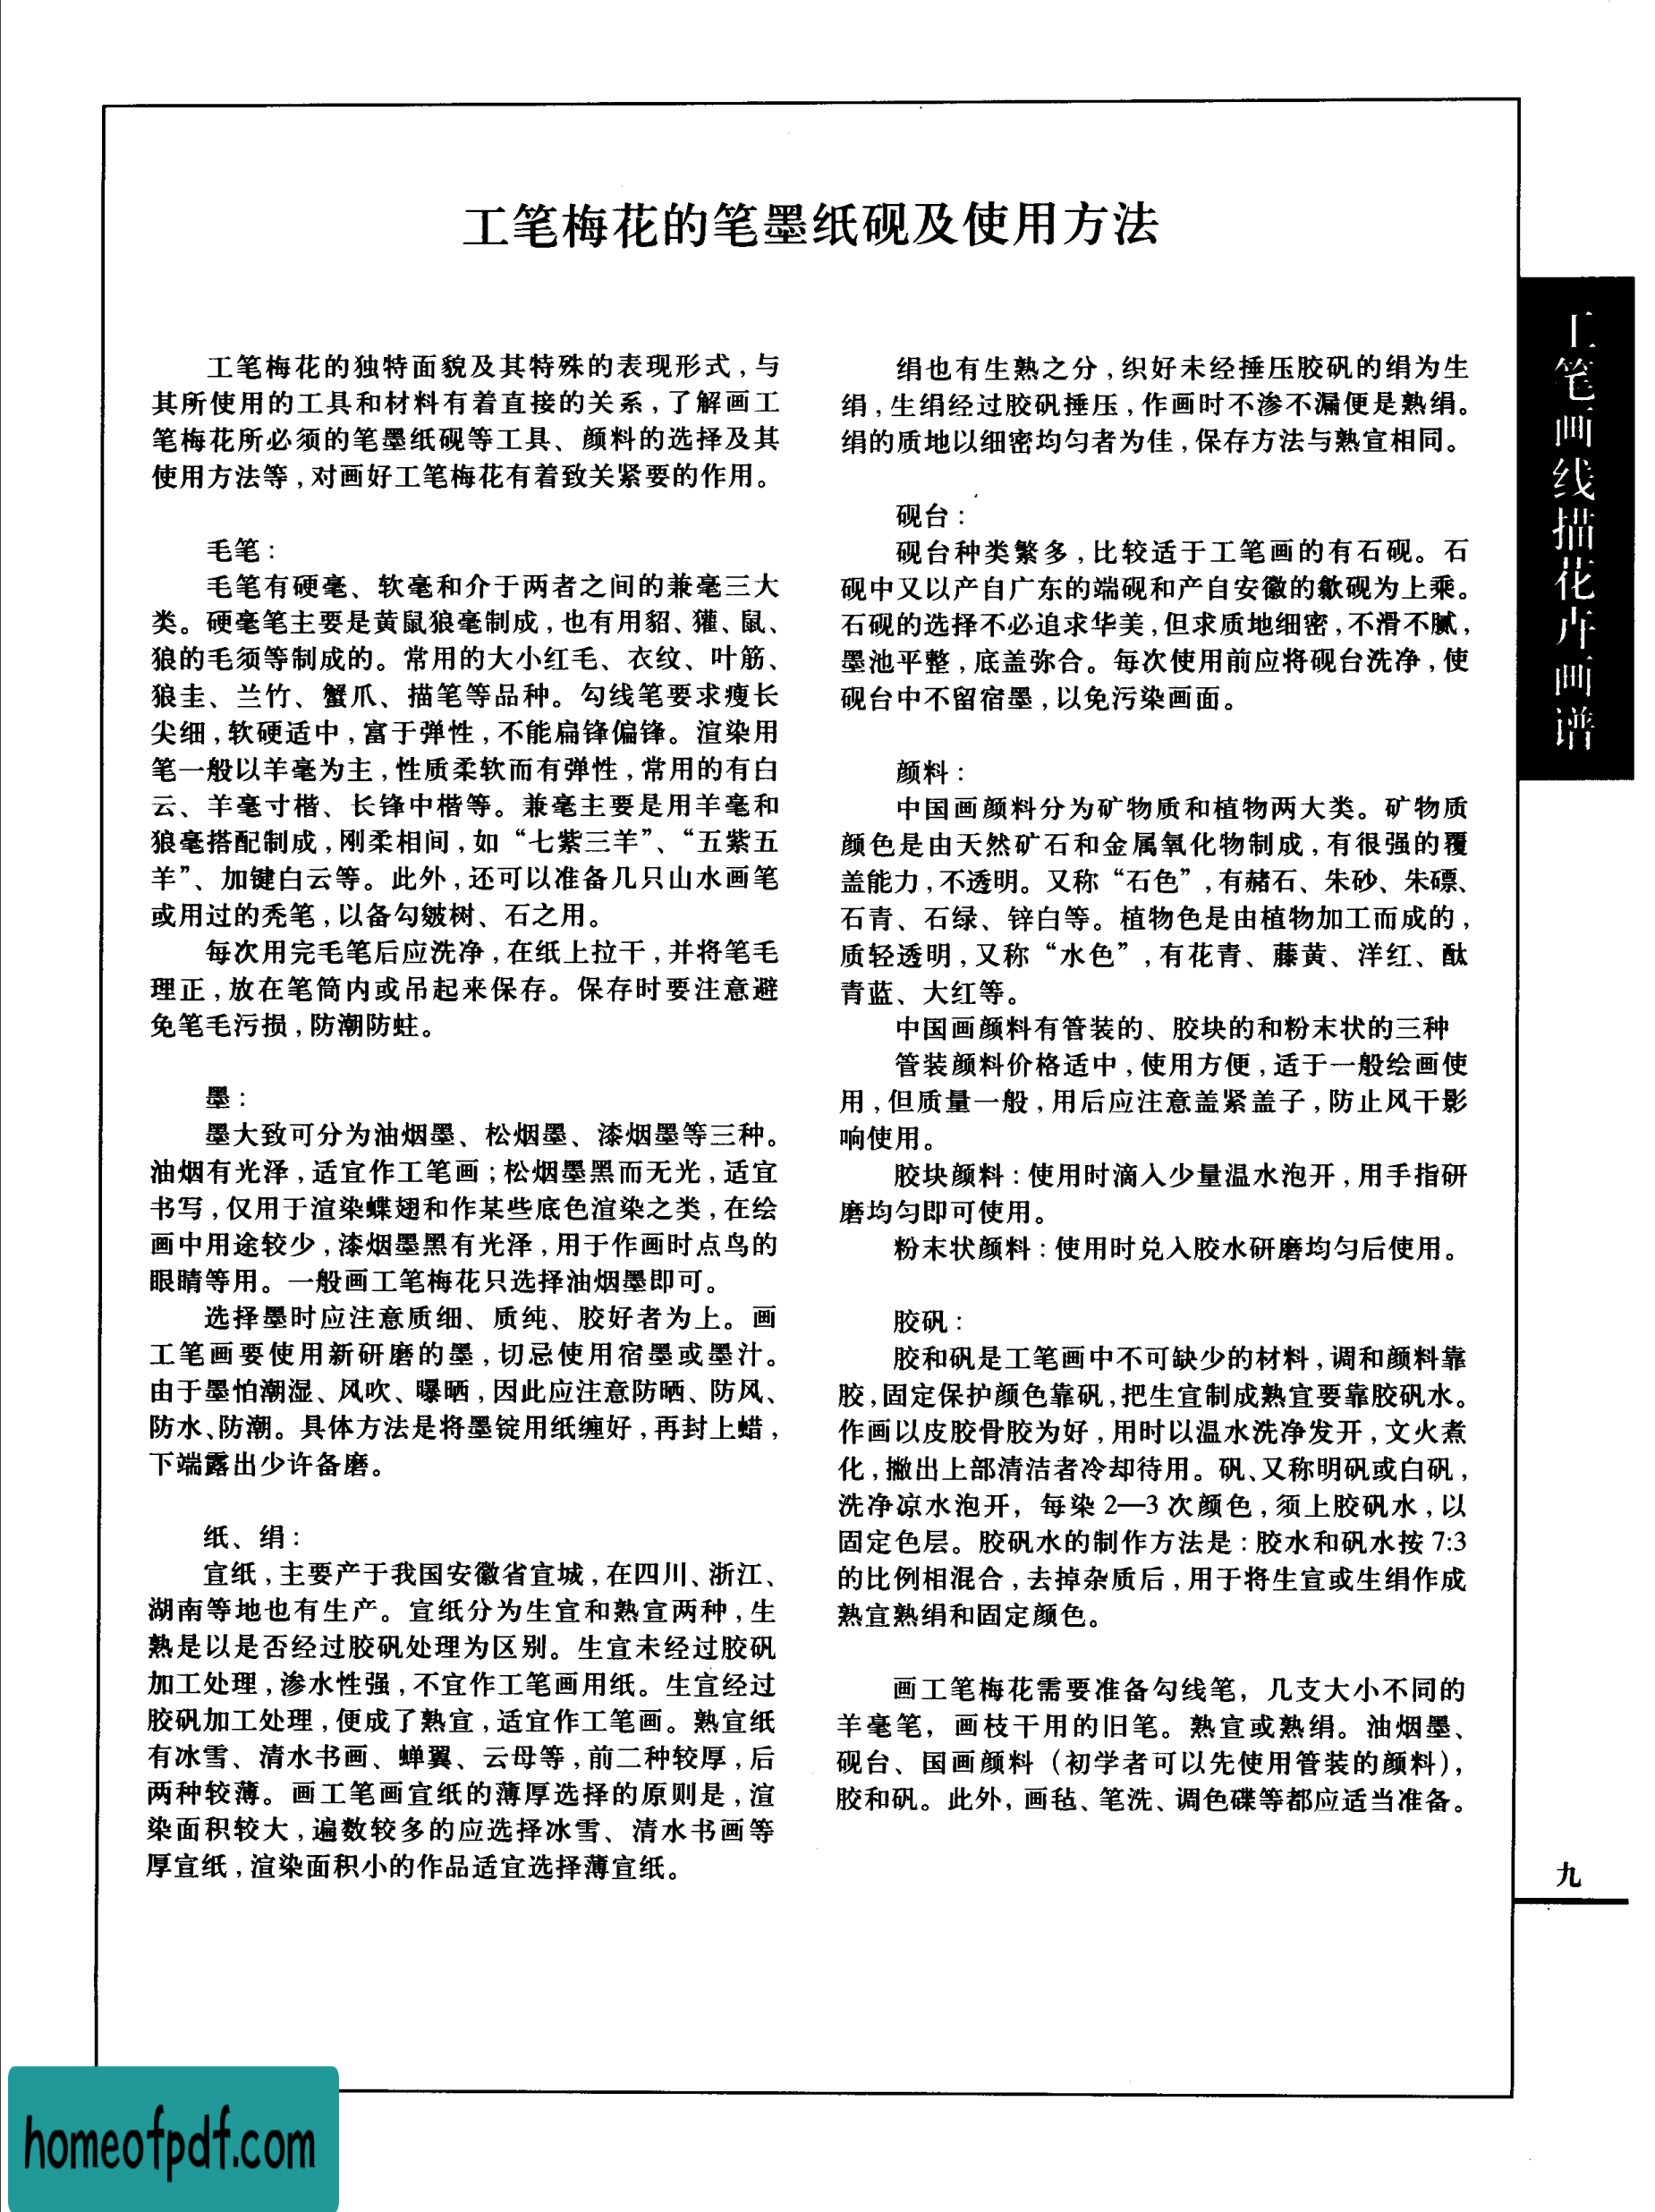 工笔梅花的笔墨纸砚及使用方法
工笔梅花的独特面貌及其特殊的表现形式，与
其所使用的工具和材料有着直接的关系，了解画工
笔梅花所必须的笔墨纸砚等工具、颜料的选择及其
使用方法等，对画好工笔梅花有着致关紧要的作用。
毛笔：
毛笔有硬毫、软毫和介于两者之间的兼毫三大
类。硬毫笔主要是黄鼠狼毫制成，也有用貂、獾、鼠、
狼的毛须等制成的。常用的大小红毛、衣纹、叶筋、
狼圭、兰竹、蟹爪、描笔等品种。勾线笔要求瘦长
尖细，软硬适中，富于弹性，不能扁锋偏锋。渲染用
笔一般以羊毫为主，性质柔软而有弹性，常用的有白
云、羊毫寸楷、长锋中楷等。兼毫主要是用羊毫和
狼毫搭配制成，刚柔相间，如“七紫三羊”、“五紫五
羊”、加键白云等。此外，还可以准备几只山水画笔
或用过的秃笔，以备勾皴树、石之用。
每次用完毛笔后应洗净，在纸上拉干，并将笔毛
理正，放在笔筒内或吊起来保存。保存时要注意避
免笔毛污损，防潮防蛀。
墨：
墨大致可分为油烟墨、松烟墨、漆烟墨等三种。
油烟有光泽，适宜作工笔画；松烟墨黑而无光，适宜
书写，仅用于渲染蝶翅和作某些底色渲染之类，在绘
画中用途较少，漆烟墨黑有光泽，用于作画时点鸟的
眼睛等用。一般画工笔梅花只选择油烟墨即可。
选择墨时应注意质细、质纯、胶好者为上。画
工笔画要使用新研磨的墨，切忌使用宿墨或墨汁。
由于墨怕潮湿、风吹、曝晒，因此应注意防晒、防风、
防水、防潮。具体方法是将墨锭用纸缠好，再封上蜡，
下端露出少许备磨。
纸、绢：
宣纸，主要产于我国安徽省宣城，在四川、浙江、
湖南等地也有生产。宣纸分为生宣和熟宣两种，生
熟是以是否经过胶矾处理为区别。生宣未经过胶矾
加工处理，渗水性强，不宜作工笔画用纸。生宣经过
胶矾加工处理，便成了熟宣，适宜作工笔画。熟宣纸
有冰雪、清水书画、蝉翼、云母等，前二种较厚，后
两种较薄。画工笔画宣纸的薄厚选择的原则是，渲
染面积较大，遍数较多的应选择冰雪、清水书画等
厚宣纸，渲染面积小的作品适宜选择薄宣纸。
绢也有生熟之分，织好未经捶压胶矾的绢为生
绢，生绢经过胶矾捶压，作画时不渗不漏便是熟绢。
绢的质地以细密均匀者为佳，保存方法与熟宣相同。
砚台：
砚台种类繁多，比较适于工笔画的有石砚。石
砚中又以产自广东的端砚和产自安徽的歙砚为上乘。
石砚的选择不必追求华美，但求质地细密，不滑不腻，
墨池平整，底盖弥合。每次使用前应将砚台洗净，使
砚台中不留宿墨，以免污染画面。
颜料：
中国画颜料分为矿物质和植物两大类。矿物质
颜色是由天然矿石和金属氧化物制成，有很强的覆
盖能力，不透明。又称“石色”，有赭石、朱砂、朱磦、
石青、石绿、锌白等。植物色是由植物加工而成的，
质轻透明，又称“水色”，有花青、藤黄、洋红、酞
青蓝、大红等。
中国画颜料有管装的、胶块的和粉末状的三种
管装颜料价格适中，使用方便，适于一般绘画使
用，但质量一般，用后应注意盖紧盖子，防止风干影
响使用。
胶块颜料：使用时滴入少量温水泡开，用手指研
磨均匀即可使用。
粉末状颜料：使用时兑入胶水研磨均匀后使用。
胶矾：
胶和矾是工笔画中不可缺少的材料，调和颜料靠
胶，固定保护颜色靠矾，把生宣制成熟宣要靠胶矾水。
作画以皮胶骨胶为好，用时以温水洗净发开，文火煮
化，撇出上部清洁者冷却待用。矾、又称明矾或白矾，
洗净凉水泡开，每染2—3次颜色，须上胶矾水，以
固定色层。胶矾水的制作方法是：胶水和矾水按7:3
的比例相混合，去掉杂质后，用于将生宣或生绢作成
熟宣熟绢和固定颜色。
画工笔梅花需要准备勾线笔，几支大小不同的
羊毫笔，画枝干用的旧笔。熟宣或熟绢。油烟墨、
砚台、国画颜料（初学者可以先使用管装的颜料），
胶和矾。此外，画毡、笔洗、调色碟等都应适当准备。
工笔画线描花卉画谱
九
homeofpdf.com